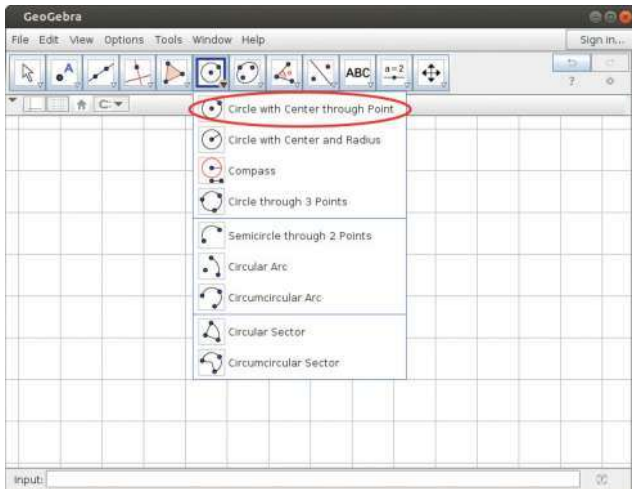 GeoGebra
File Edit View Options Tools Window Help
Sign in...
A
ABC
a=2
?
Circle with Center through Point
Circle with Center and Radius
Compass
Circle through 3 Points
Semicircle through 2 Points
Circular Arc
Circumcircular Arc
Circular Sector
Circumcircular Sector
Input: